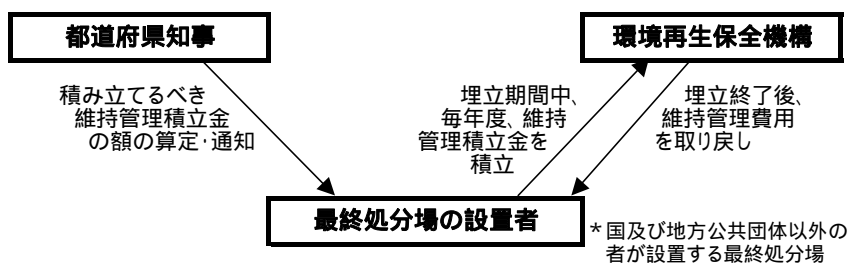 都道府県知事
環境再生保全機構
積み立てるべき
維持管理積立金
の額の算定・通知
埋立期間中、
毎年度、維持
管理積立金を
積立
埋立終了後、
維持管理費用
を取り戻し
最終処分場の設置者
*国及び地方公共団体以外の
者が設置する最終処分場